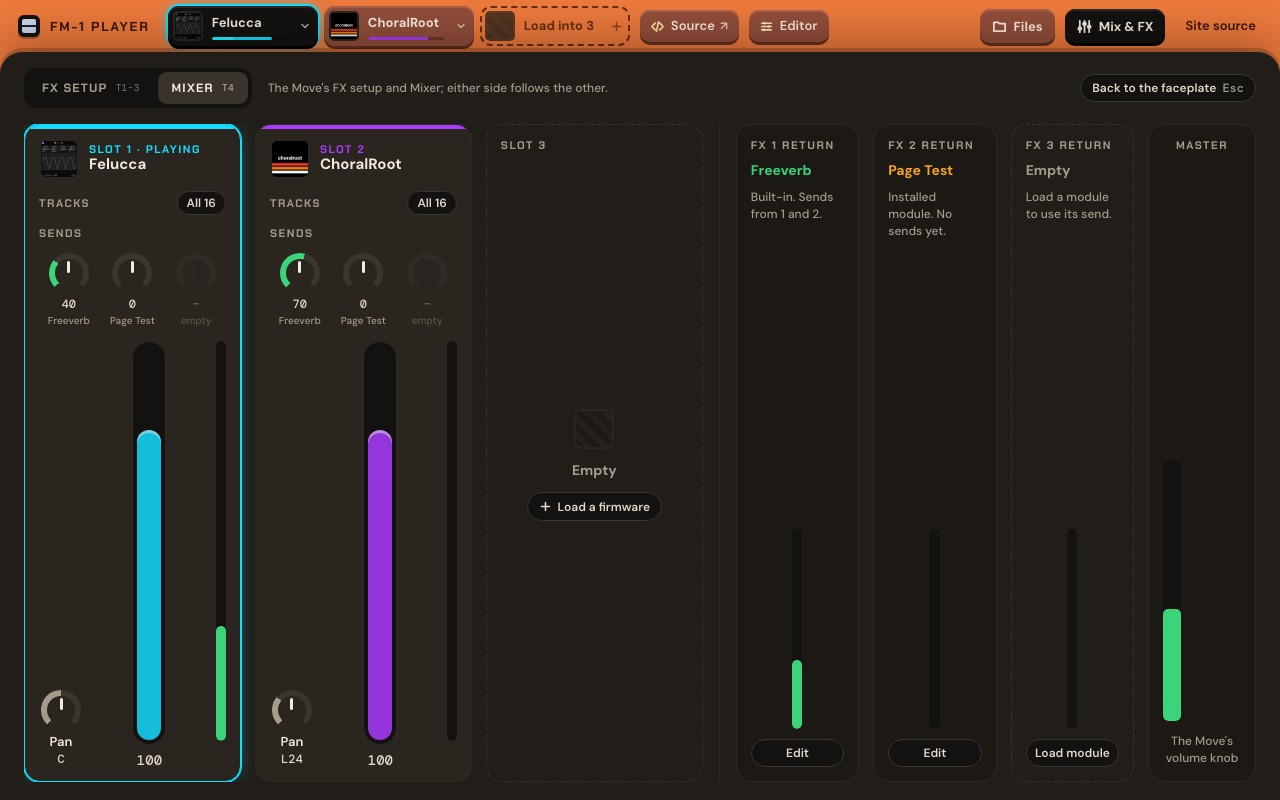 FM-1 PLAYER
Felucca
ChoralRoot
Load into 3
Source
Editor
Files
Mix & FX
Site source
FX SETUP T1-3
MIXER T4
The Move's FX setup and Mixer; either side follows the other.
Back to the faceplate Esc
SLOT 1 · PLAYING
Felucca
TRACKS
All 16
SENDS
40
0
–
Freeverb
Page Test
empty
Pan
C
100
SLOT 2
ChoralRoot
TRACKS
All 16
SENDS
70
0
–
Freeverb
Page Test
empty
Pan
L24
100
SLOT 3
Empty
+ Load a firmware
FX 1 RETURN
Freeverb
Built-in. Sends
from 1 and 2.
Edit
FX 2 RETURN
Page Test
Installed
module. No
sends yet.
Edit
FX 3 RETURN
Empty
Load a module
to use its send.
Load module
MASTER
The Move's
volume knob